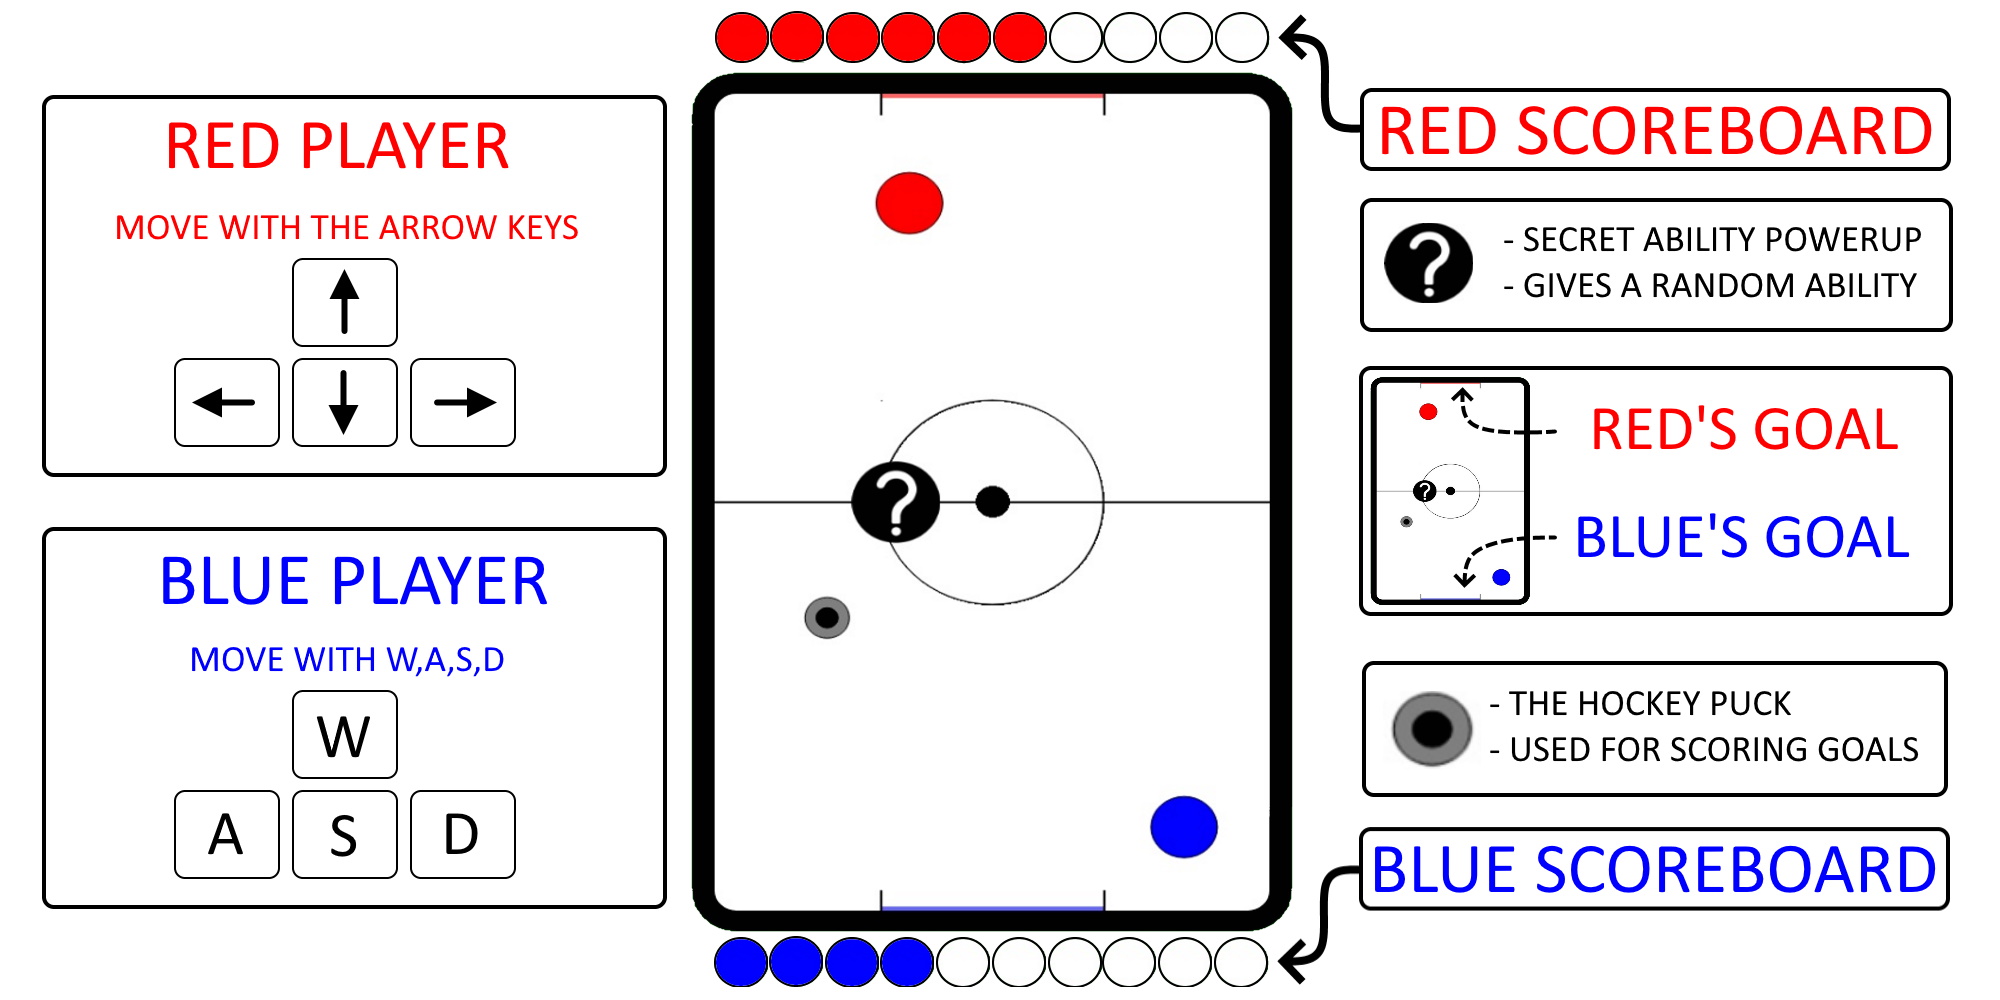 RED PLAYER
MOVE WITH THE ARROW KEYS
BLUE PLAYER
MOVE WITH W,A,S,D
W
A S D
?
RED SCOREBOARD
?
- SECRET ABILITY POWERUP
- GIVES A RANDOM ABILITY
?
RED'S GOAL
BLUE'S GOAL
- THE HOCKEY PUCK
- USED FOR SCORING GOALS
BLUE SCOREBOARD